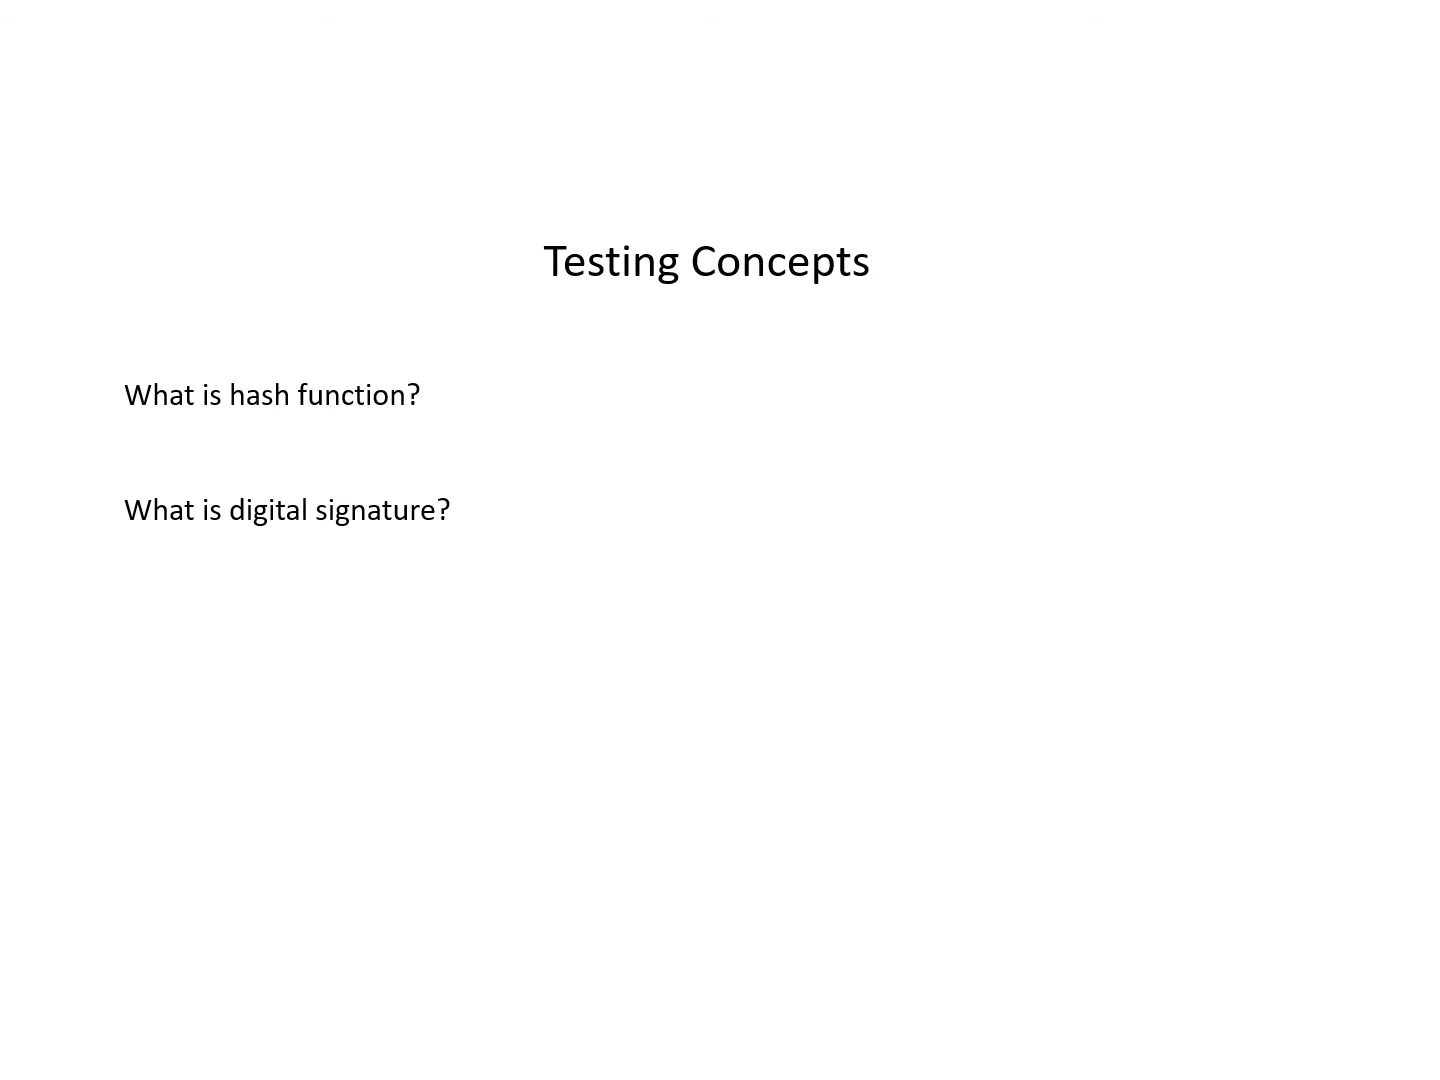 Testing Concepts
What is hash function?
What is digital signature?